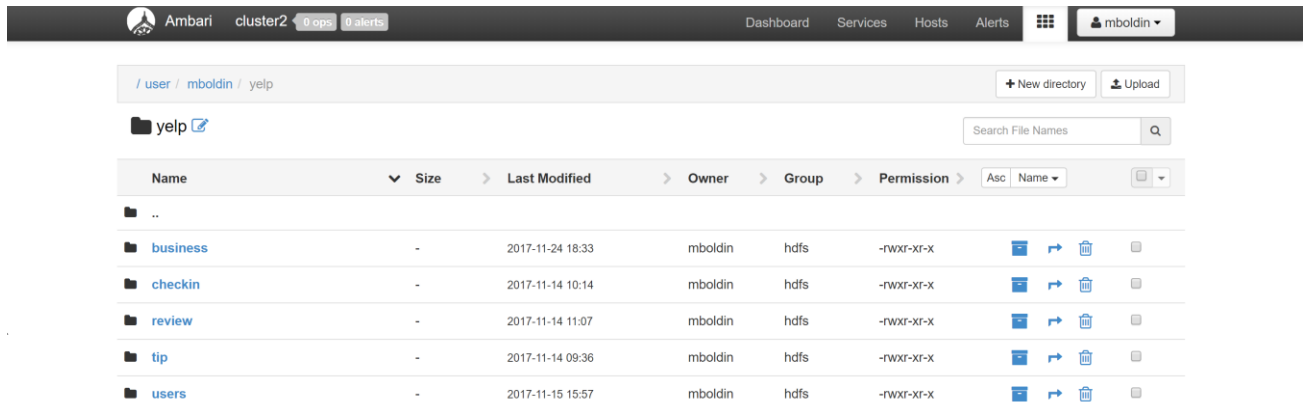 Ambari cluster2 0 ops 0 alerts Dashboard Services Hosts Alerts mboldin
/ user / mboldin / yelp + New directory Upload
yelp Search File Names
Name Size Last Modified Owner Group Permission Asc Name
..
business - 2017-11-24 18:33 mboldin hdfs -rwxr-xr-x
checkin - 2017-11-14 10:14 mboldin hdfs -rwxr-xr-x
review - 2017-11-14 11:07 mboldin hdfs -rwxr-xr-x
tip - 2017-11-14 09:36 mboldin hdfs -rwxr-xr-x
users - 2017-11-15 15:57 mboldin hdfs -rwxr-xr-x